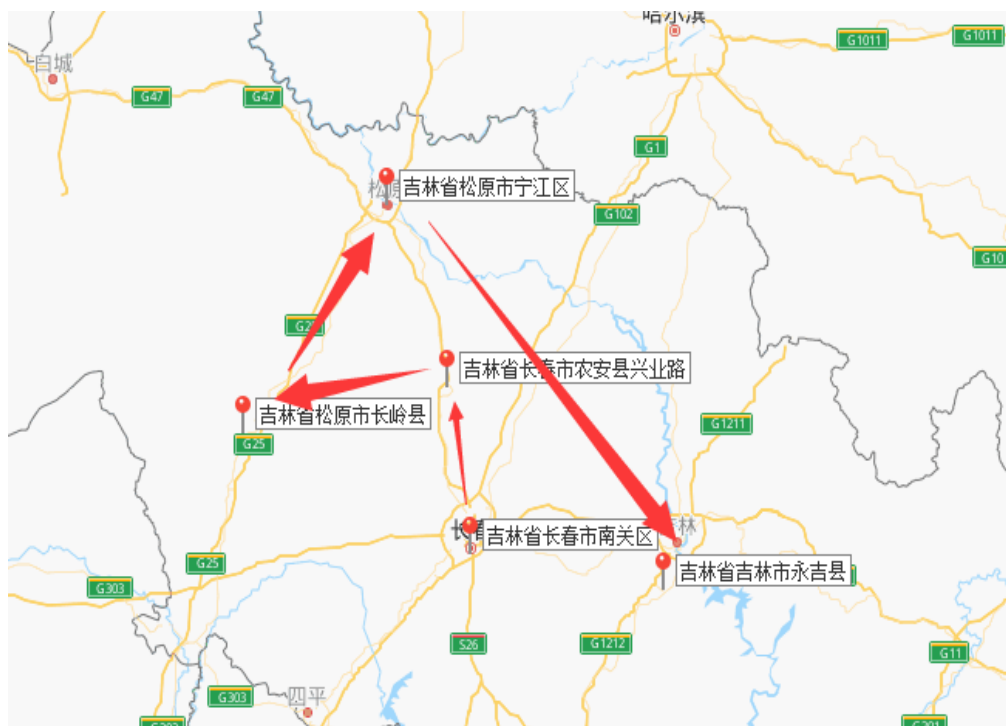 哈尔滨
G1011
G1011
白城
G47
G47
G1
吉林省松原市宁江区
G102
G10
吉林省长春市农安县兴业路
吉林省松原市长岭县
G25
G1211
吉林省长春市南关区
林
吉林省吉林市永吉县
G25
G303
S26
G1212
G11
G303
四平